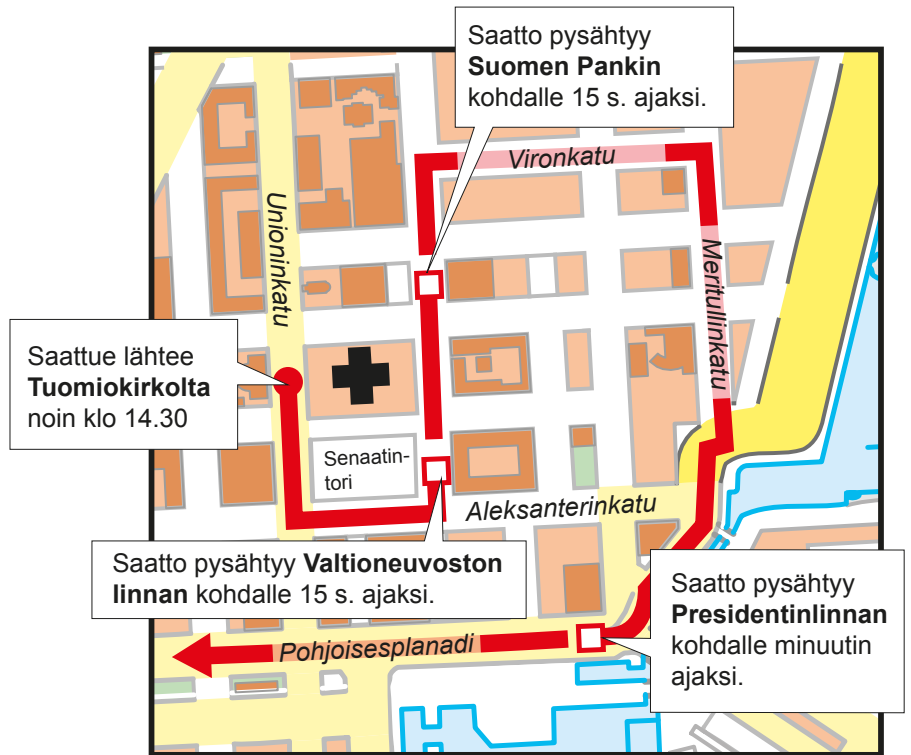 Saatto pysähtyy
Suomen Pankin
kohdalle 15 s. ajaksi.
Vironkatu
Unioninkatu
Meritullinkatu
Saattue lähtee
Tuomiokirkolta
noin klo 14.30
Senaatin-
tori
Aleksanterinkatu
Saatto pysähtyy Valtioneuvoston
linnan kohdalle 15 s. ajaksi.
Saatto pysähtyy
Presidentinlinnan
kohdalle minuutin
ajaksi.
Pohjoisesplanadi